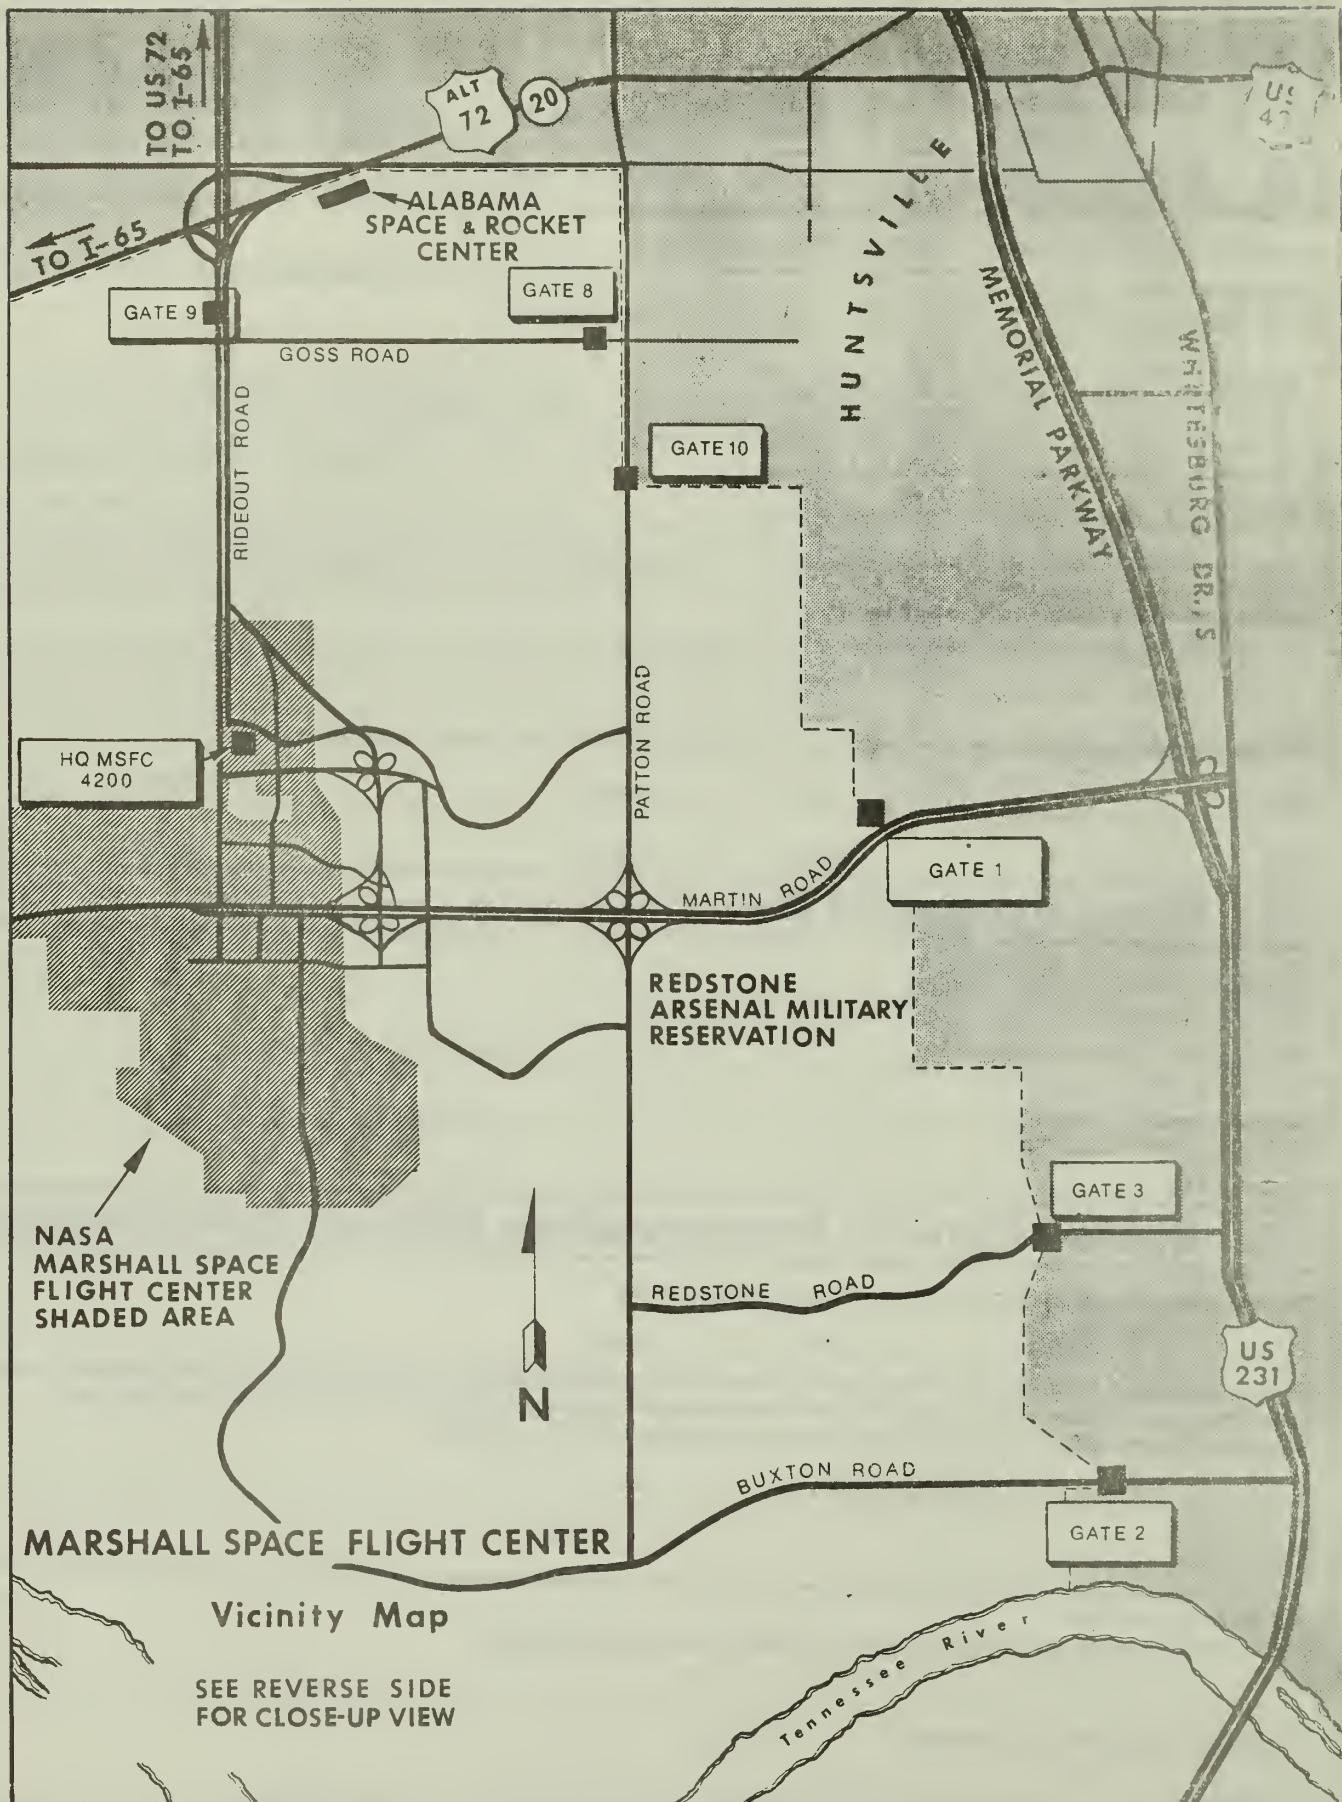 TO US 72
TO I-65
ALT
72
20
US
TO I-65
ALABAMA
SPACE & ROCKET
CENTER
GATE 9
GATE 8
GOSS ROAD
HUNTSVILLE
MEMORIAL PARKWAY
WHITESBURG DR. S
RIDEOUT ROAD
GATE 10
PATTON ROAD
HQ MSFC
4200
GATE 1
MARTIN ROAD
REDSTONE
ARSENAL MILITARY
RESERVATION
GATE 3
NASA
MARSHALL SPACE
FLIGHT CENTER
SHADED AREA
REDSTONE ROAD
US
231
N
BUXTON ROAD
GATE 2
MARSHALL SPACE FLIGHT CENTER
Vicinity Map
Tennessee River
SEE REVERSE SIDE
FOR CLOSE-UP VIEW